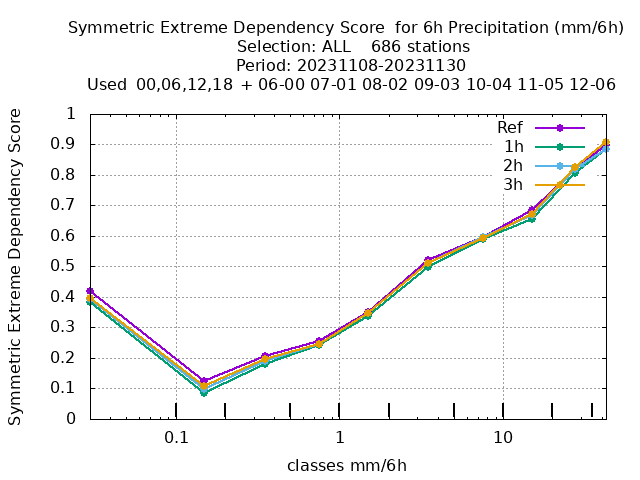 Symmetric Extreme Dependency Score  for 6h Precipitation (mm/6h)
Selection: ALL    686 stations
Period: 20231108-20231130
Used  00,06,12,18  + 06-00 07-01 08-02 09-03 10-04 11-05 12-06
Symmetric Extreme Dependency Score
1
0.9
0.8
0.7
0.6
0.5
0.4
0.3
0.2
0.1
0
Ref
1h
2h
3h
0.1
1
10
classes mm/6h